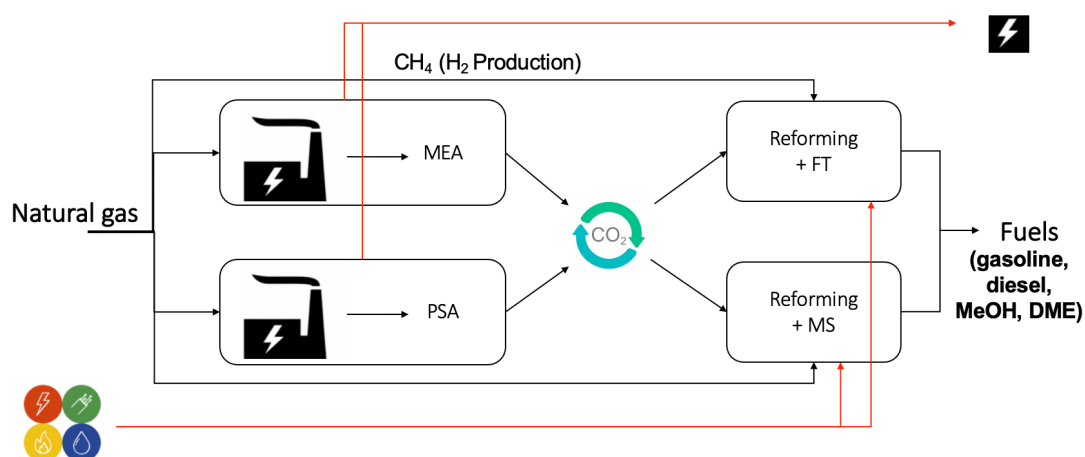 CH₄ (H₂ Production)
MEA
Reforming
+ FT
Natural gas
CO₂
Fuels
(gasoline,
diesel,
MeOH, DME)
PSA
Reforming
+ MS